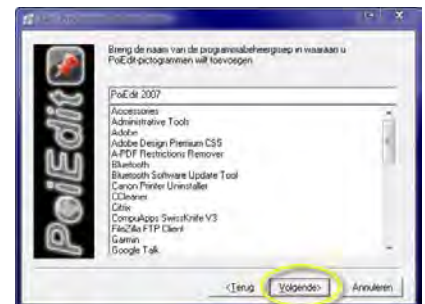 Breng de naam van de programmabeheergroep in waaraan u
PoiEdit-pictogrammen wilt toevoegen.
PoiEdit
PoiEdit 2007
Accessories
Administrative Tools
Adobe
Adobe Design Premium CS5
A-PDF Restrictions Remover
Bluetooth
Bluetooth Software Update Tool
Canon Printer Uninstaller
CCleaner
Citrix
CompuApps SwissKnife V3
FileZilla FTP Client
Garmin
Google Talk
<Terug
Volgende>
Annuleren